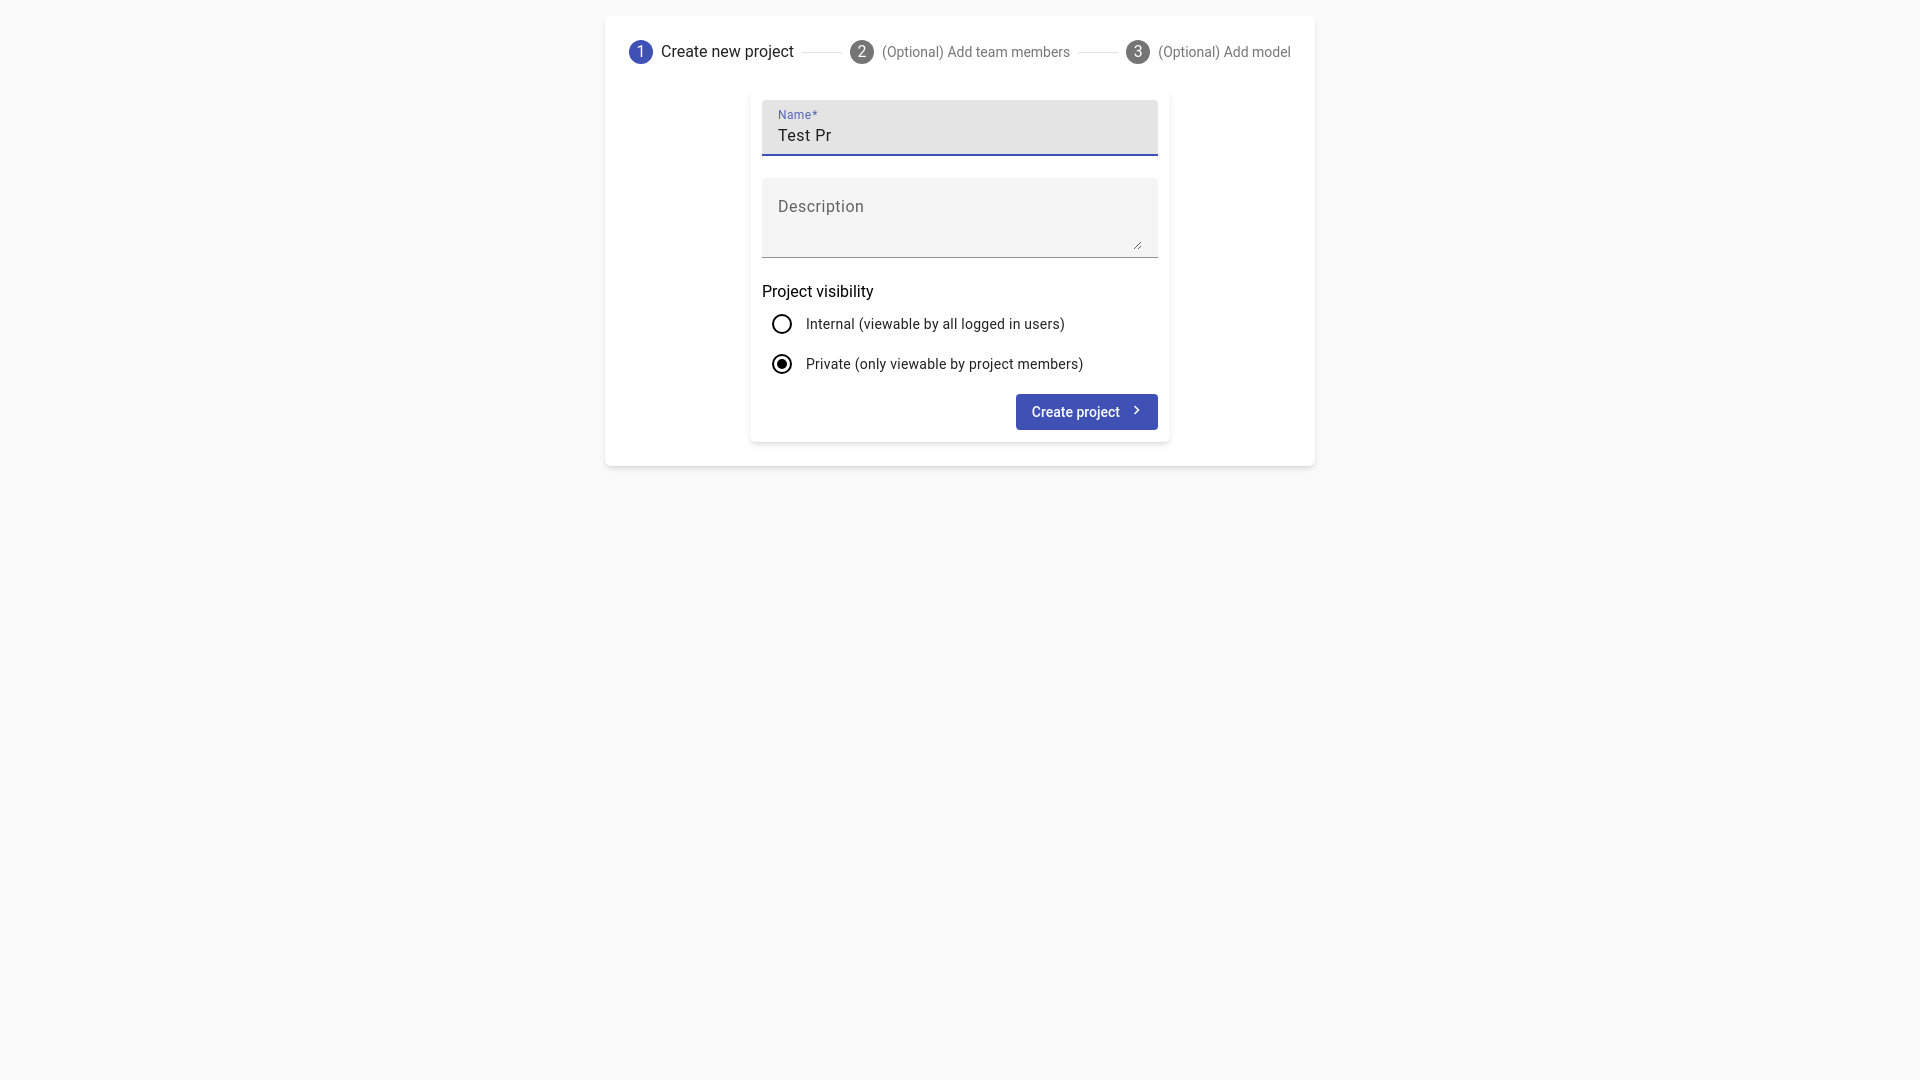 1 Create new project 2 (Optional) Add team members 3 (Optional) Add model
Name*
Test Pr
Description
Project visibility
Internal (viewable by all logged in users)
Private (only viewable by project members)
Create project